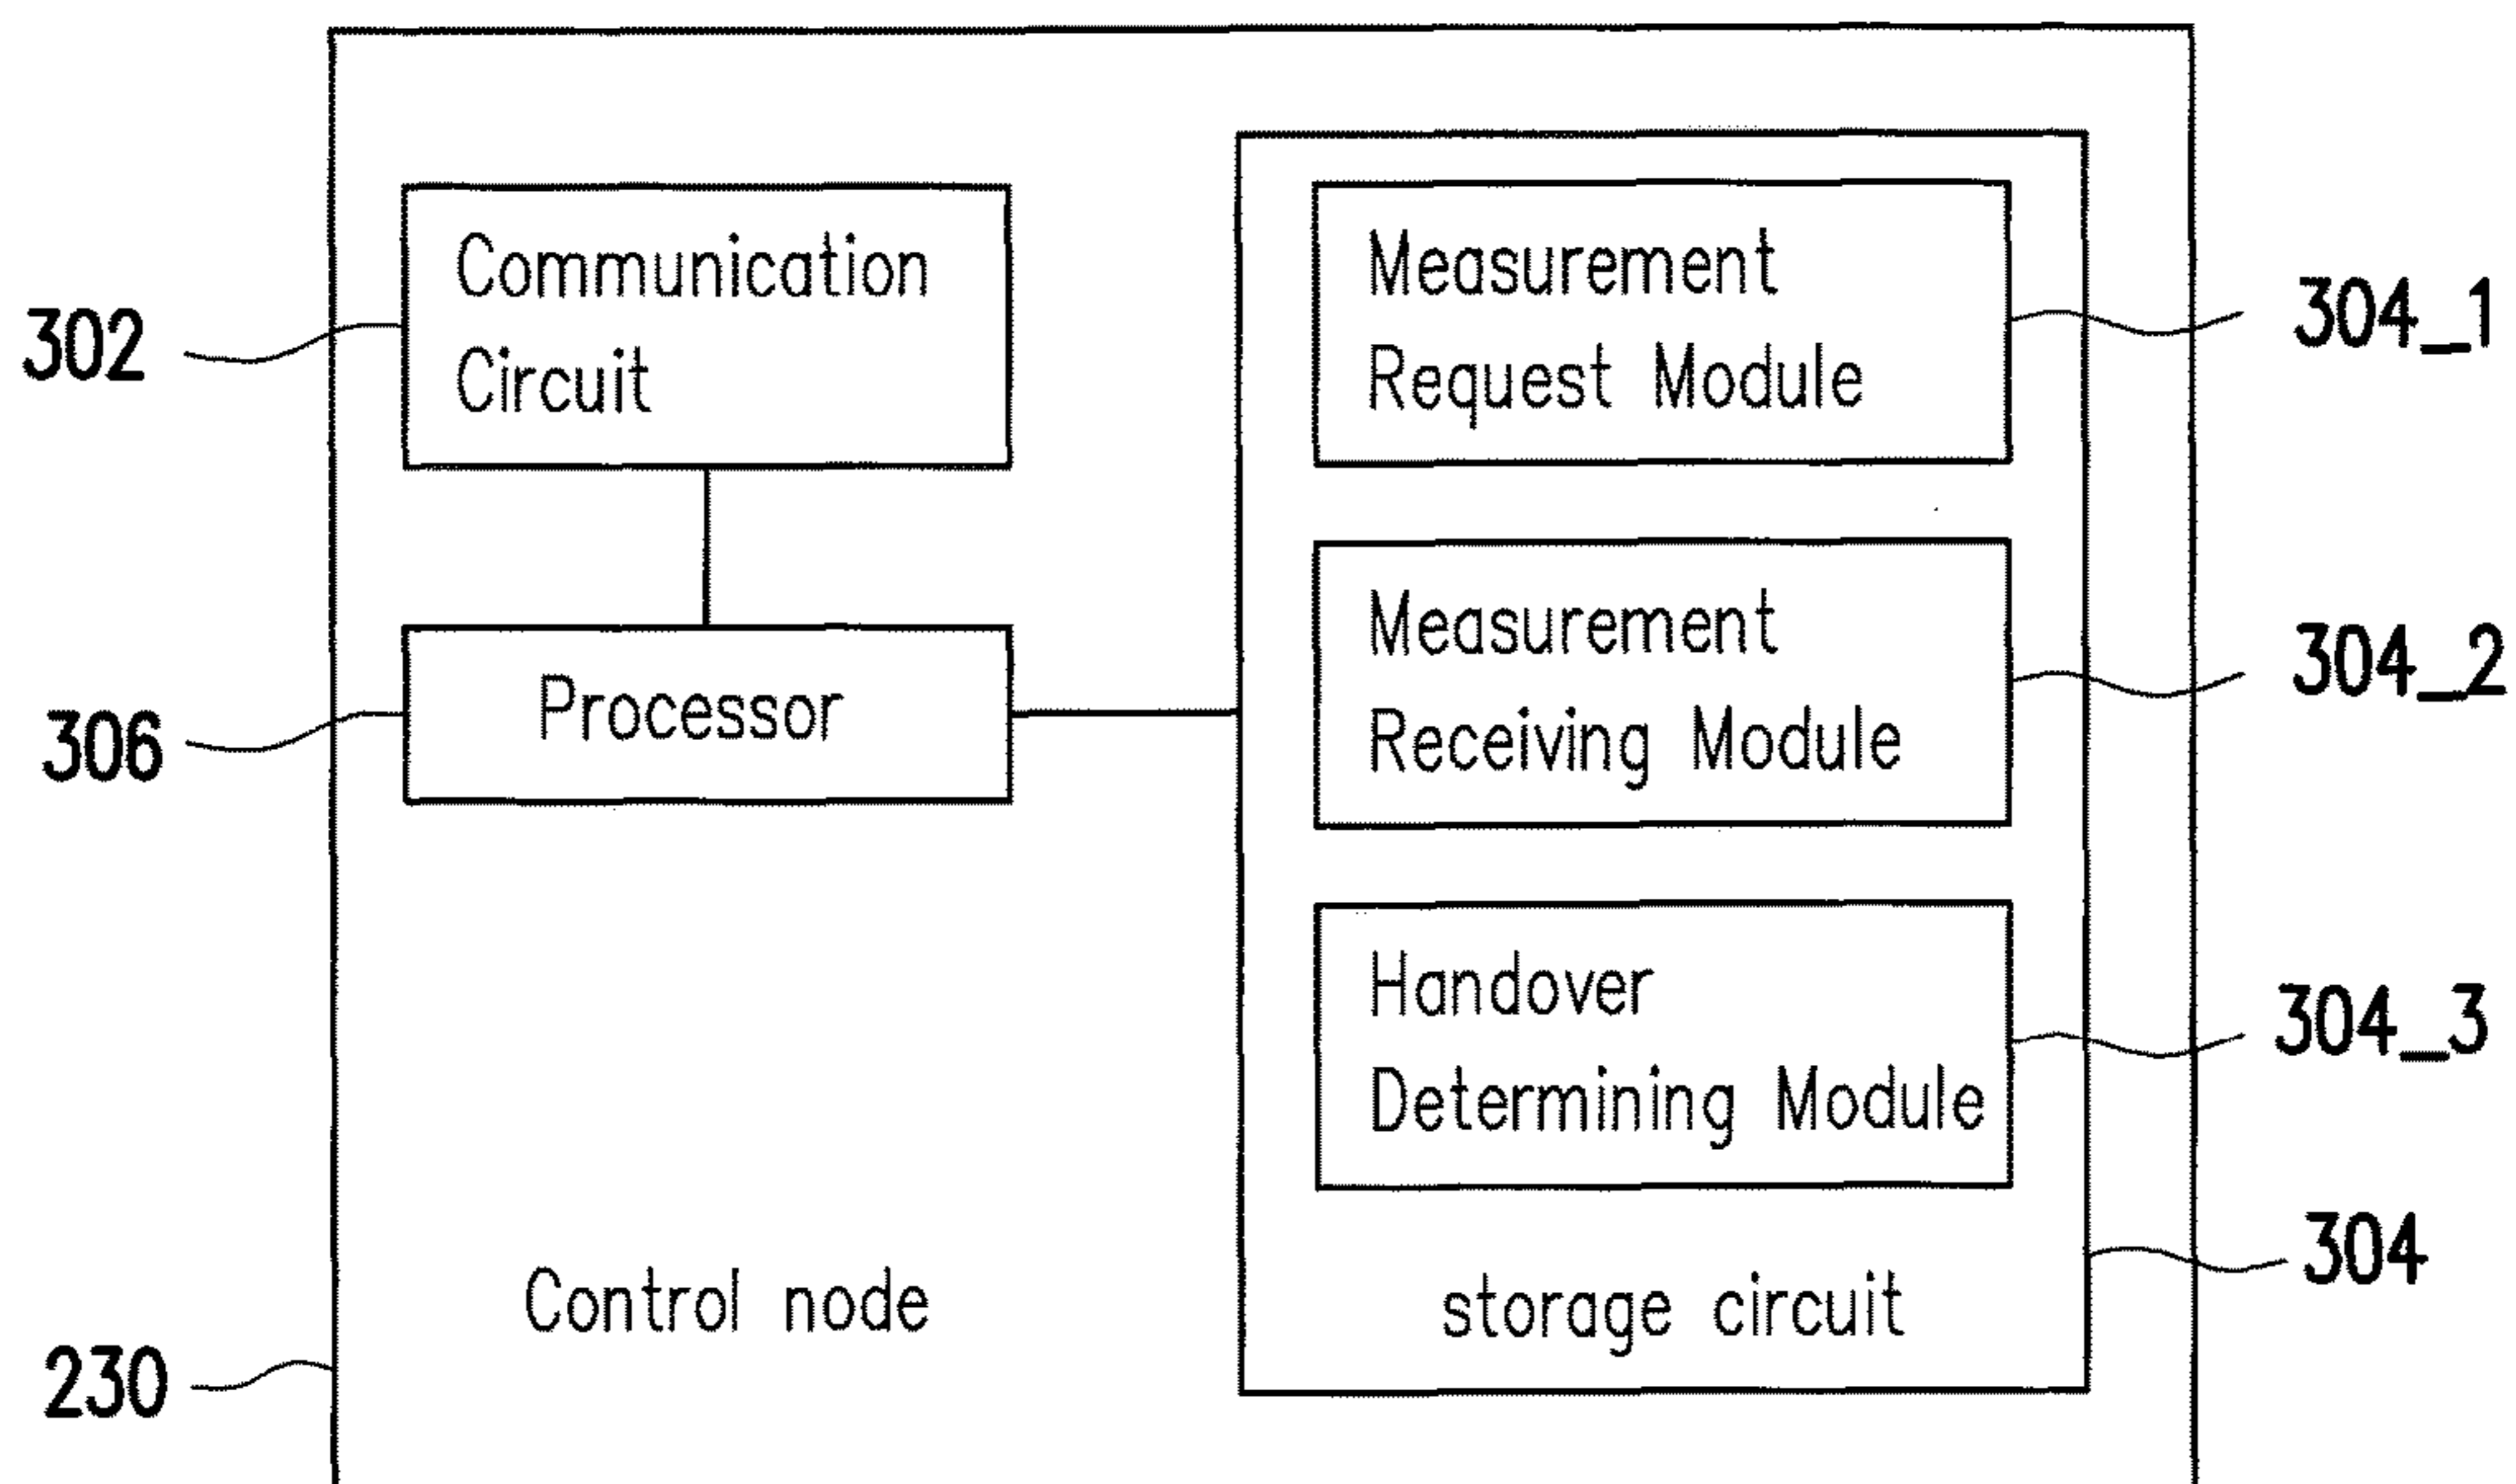 302
Communication
Circuit
306
Processor
Control node
230
Measurement
Request Module
304_1
Measurement
Receiving Module
304_2
Handover
Determining Module
304_3
storage circuit
304